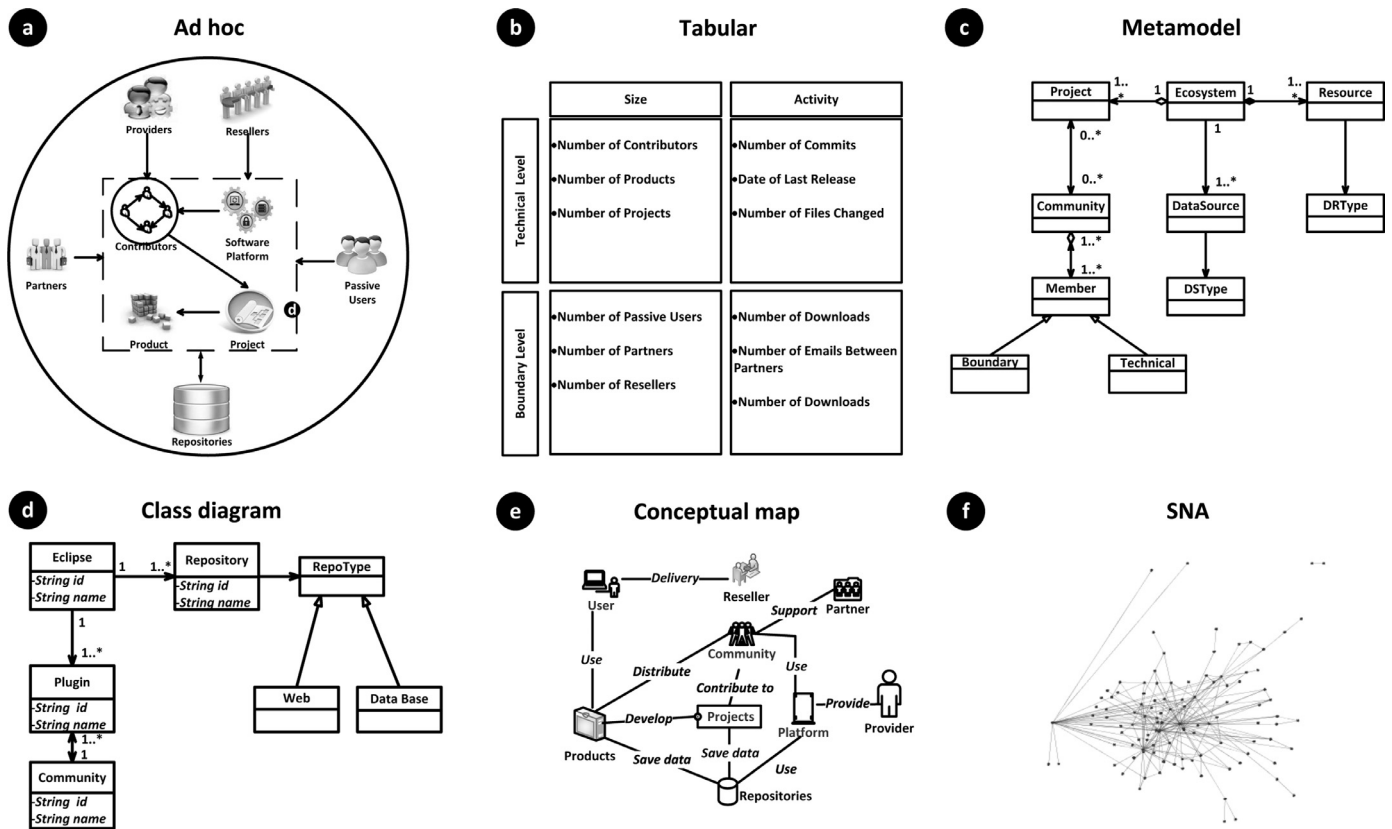 a
Ad hoc
Providers
Resellers
Contributors
Software
Platform
Partners
Passive
Users
d
Product
Project
Repositories
b
Tabular
Size
Activity
Technical Level
•Number of Contributors
•Number of Products
•Number of Projects
•Number of Commits
•Date of Last Release
•Number of Files Changed
Boundary Level
•Number of Passive Users
•Number of Partners
•Number of Resellers
•Number of Downloads
•Number of Emails Between
Partners
•Number of Downloads
c
Metamodel
Project
1..
*
1
Ecosystem
1
1..
*
Resource
0..*
1
0..*
1..*
Community
DataSource
DRType
1..*
1..*
Member
DSType
Boundary
Technical
d
Class diagram
Eclipse
-String id
-String name
1
1..*
Repository
-String id
-String name
RepoType
1
1..*
Plugin
-String id
-String name
Web
Data Base
1..*
1
Community
-String id
-String name
e
Conceptual map
User
Delivery
Reseller
Support
Partner
Community
Use
Distribute
Use
Contribute to
Develop
Projects
Provide
Products
Platform
Provider
Save data
Save data
Use
Repositories
f
SNA